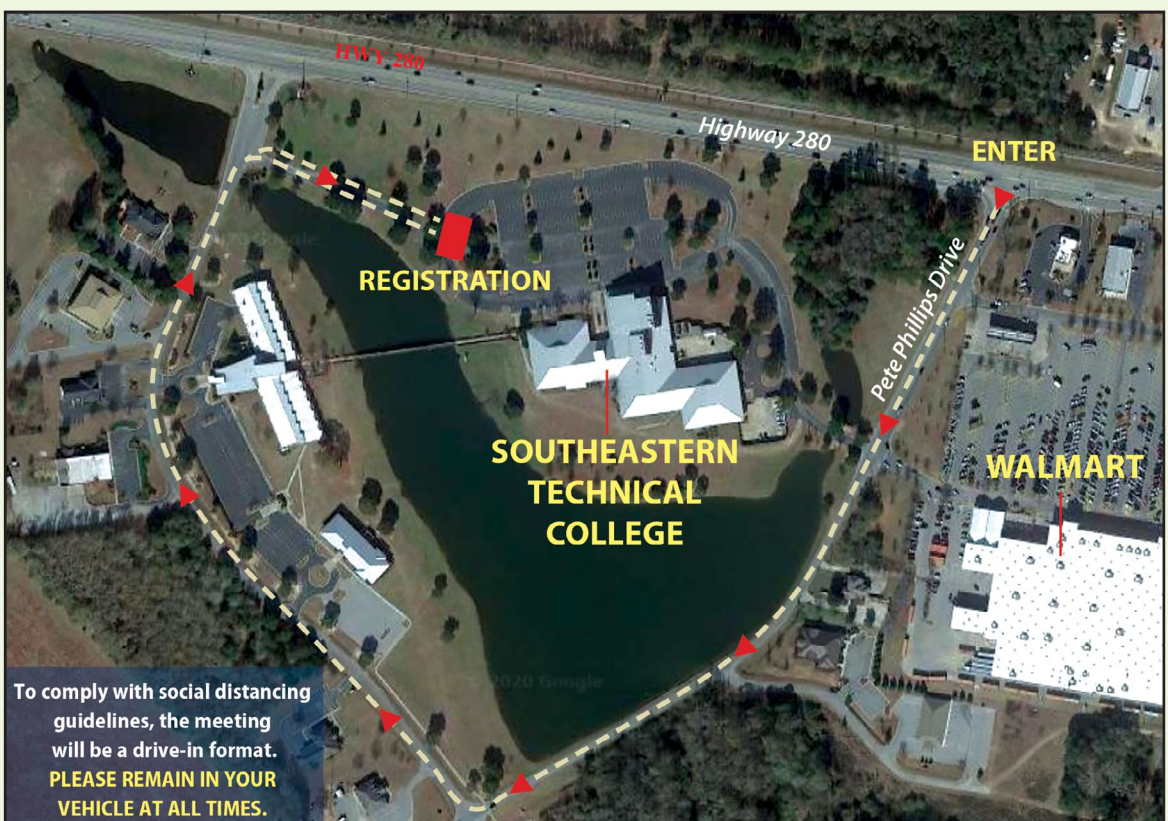 HWY 280
Highway 280
ENTER
REGISTRATION
Pete Phillips Drive
SOUTHEASTERN
TECHNICAL
COLLEGE
WALMART
© 2020 Google
To comply with social distancing
guidelines, the meeting
will be a drive-in format.
PLEASE REMAIN IN YOUR
VEHICLE AT ALL TIMES.